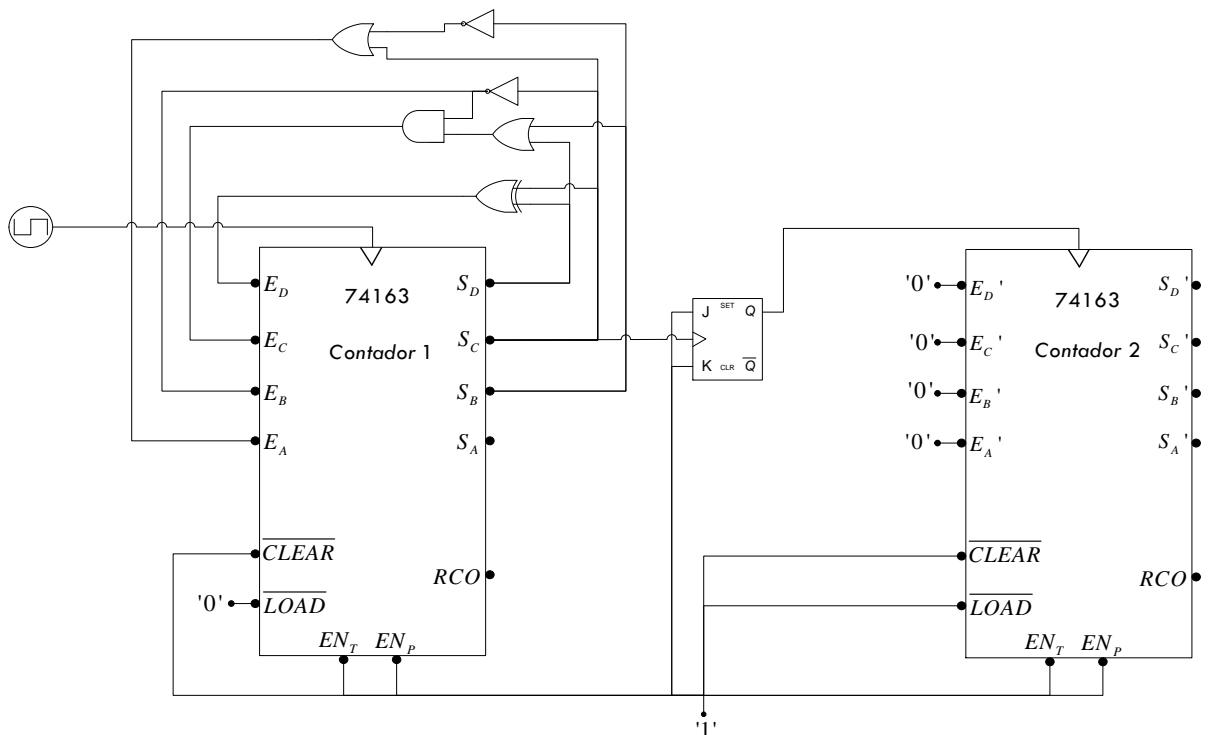 E_D
E_C
E_B
E_A
CLEAR
'0'
LOAD
EN_T
EN_P
74163
Contador 1
S_D
S_C
S_B
S_A
RCO
J
SET
Q
K
CLR
Q
'1'
'0'
E_D'
'0'
E_C'
'0'
E_B'
'0'
E_A'
CLEAR
LOAD
EN_T
EN_P
74163
Contador 2
S_D'
S_C'
S_B'
S_A'
RCO